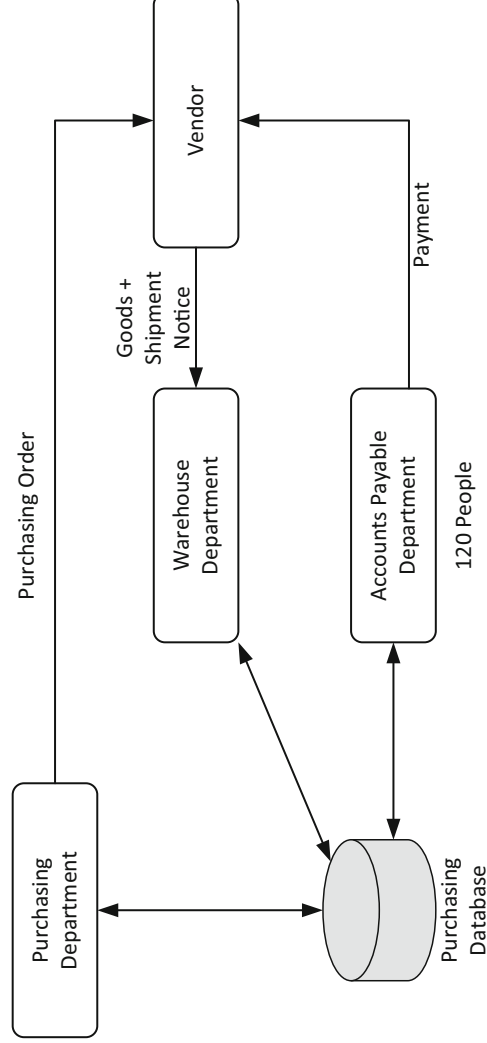 Purchasing
Department
Purchasing Order
Vendor
Goods +
Shipment
Notice
Warehouse
Department
Accounts Payable
Department
120 People
Payment
Purchasing
Database